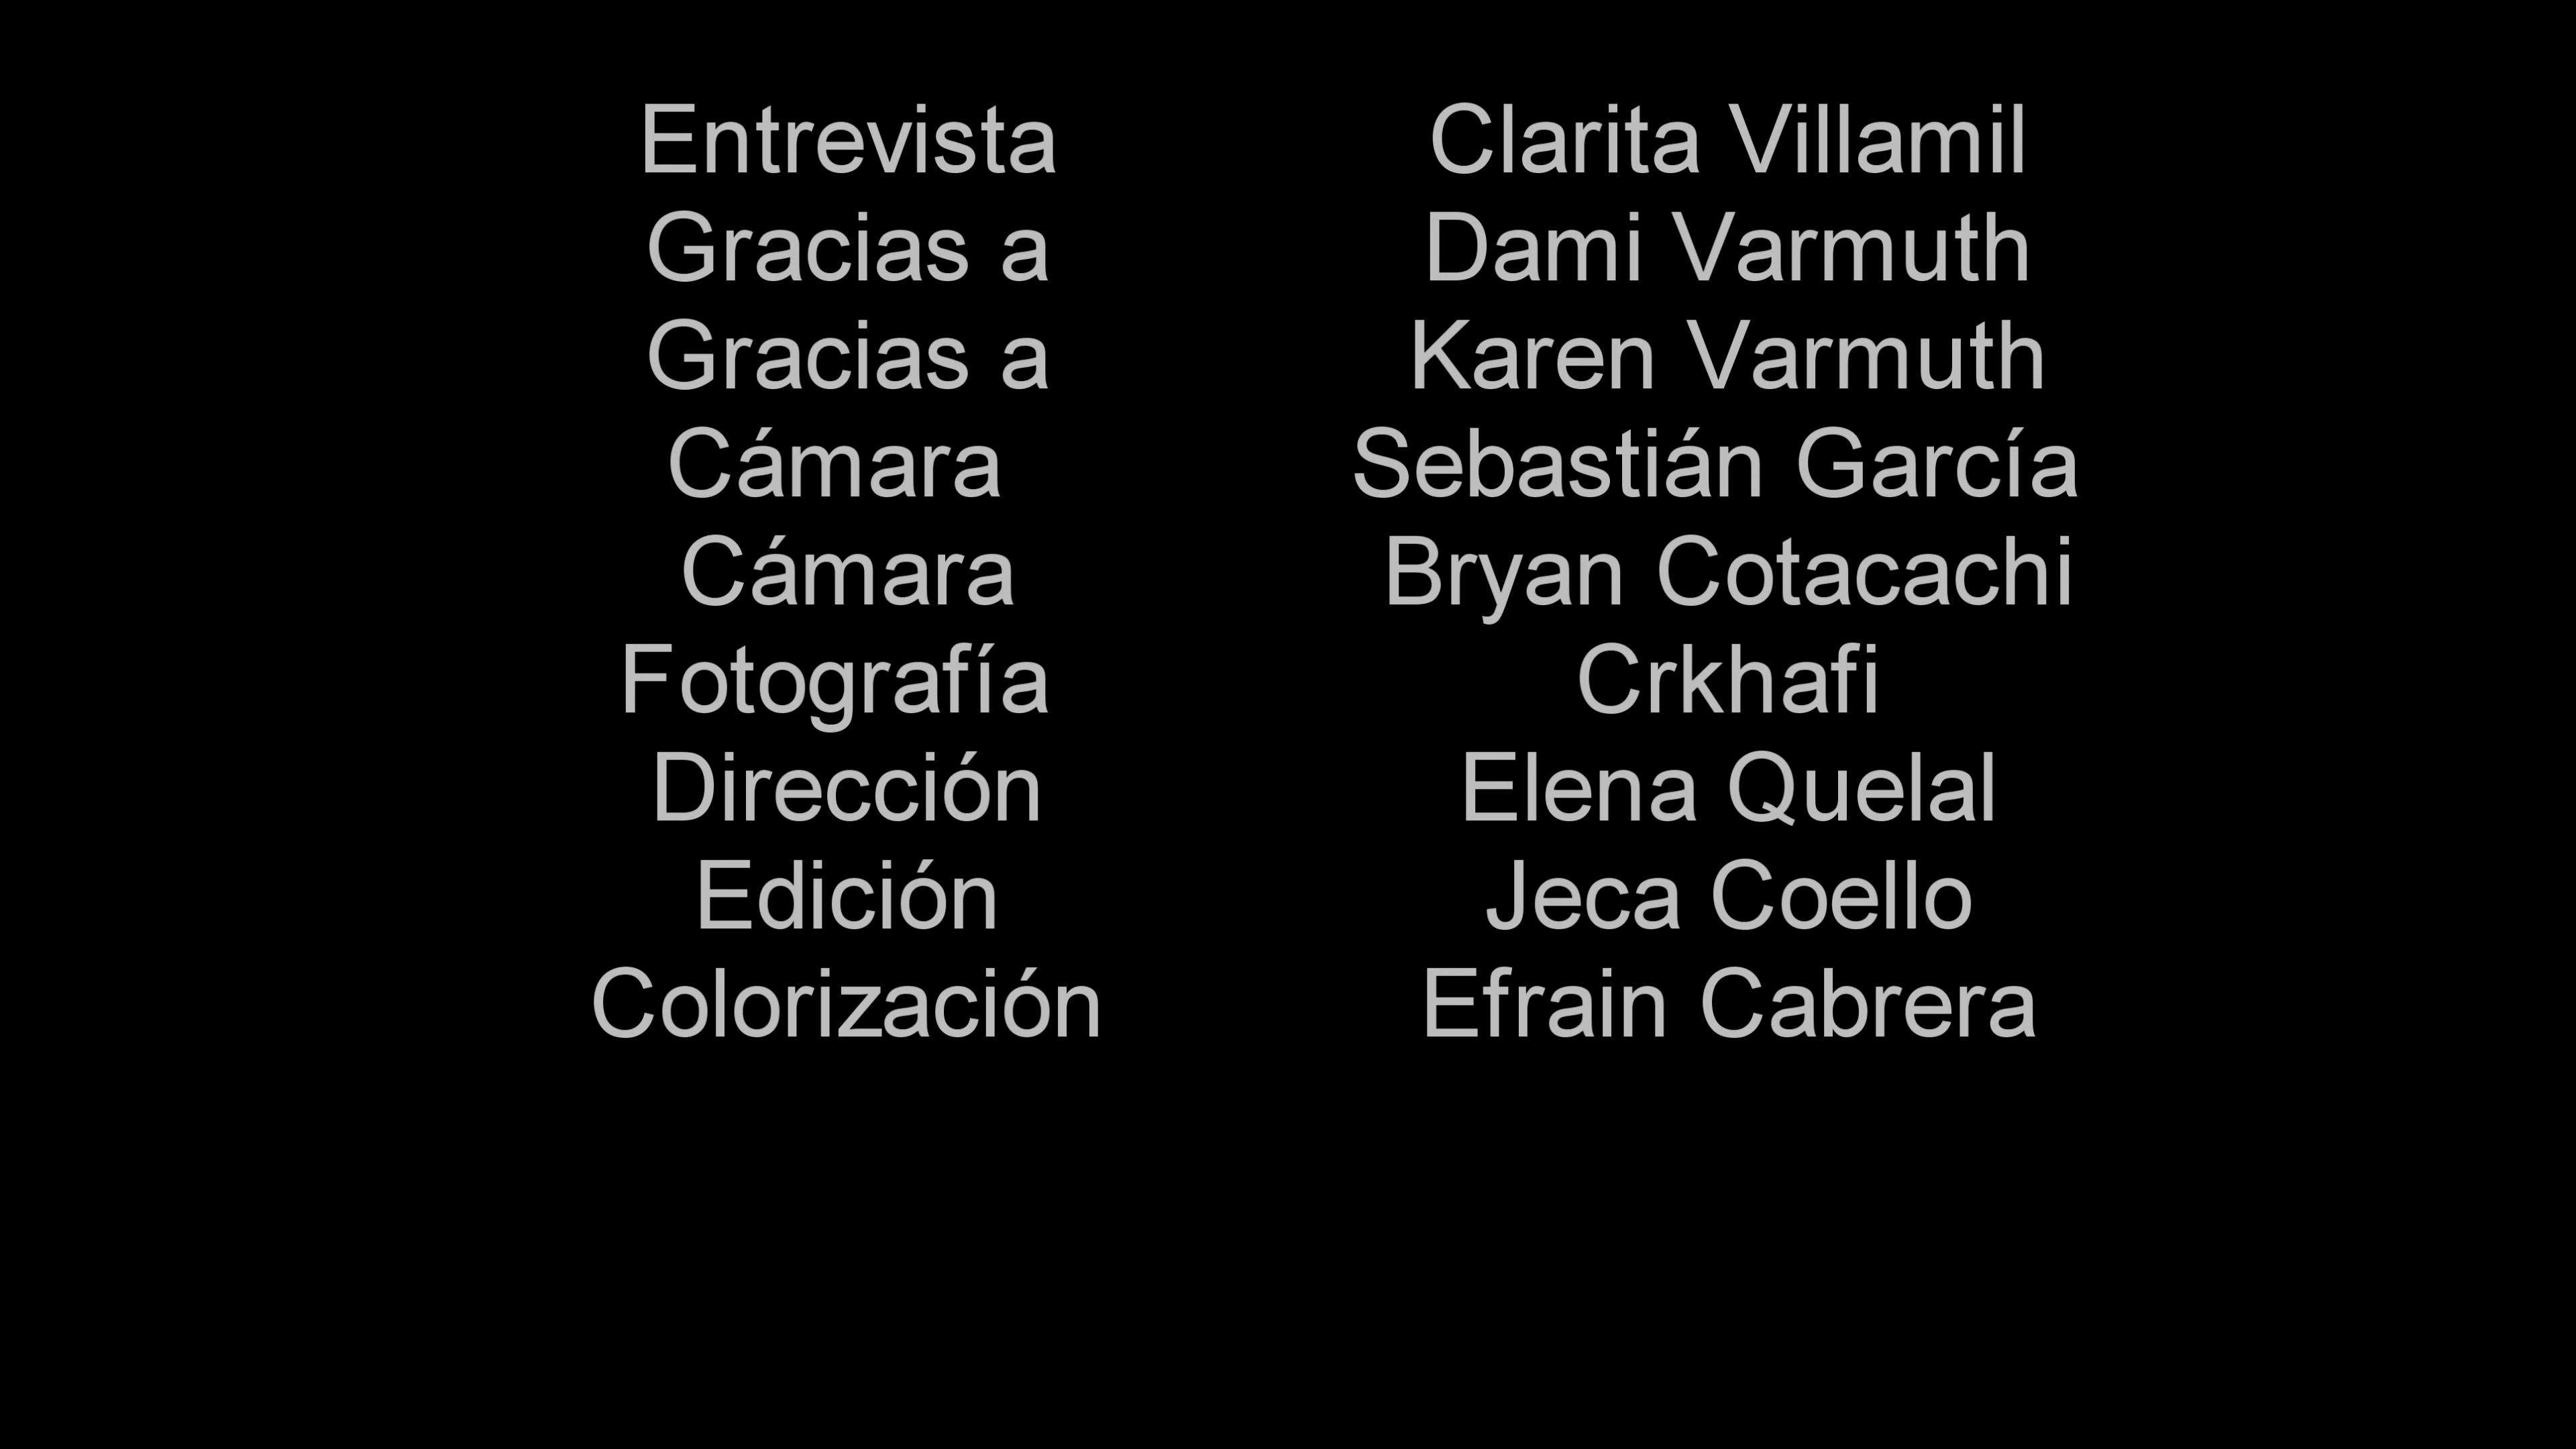 Entrevista Clarita Villamil
Gracias a Dami Varmuth
Gracias a Karen Varmuth
Cámara Sebastián García
Cámara Bryan Cotacachi
Fotografía Crkhafi
Dirección Elena Quelal
Edición Jeca Coello
Colorización Efrain Cabrera